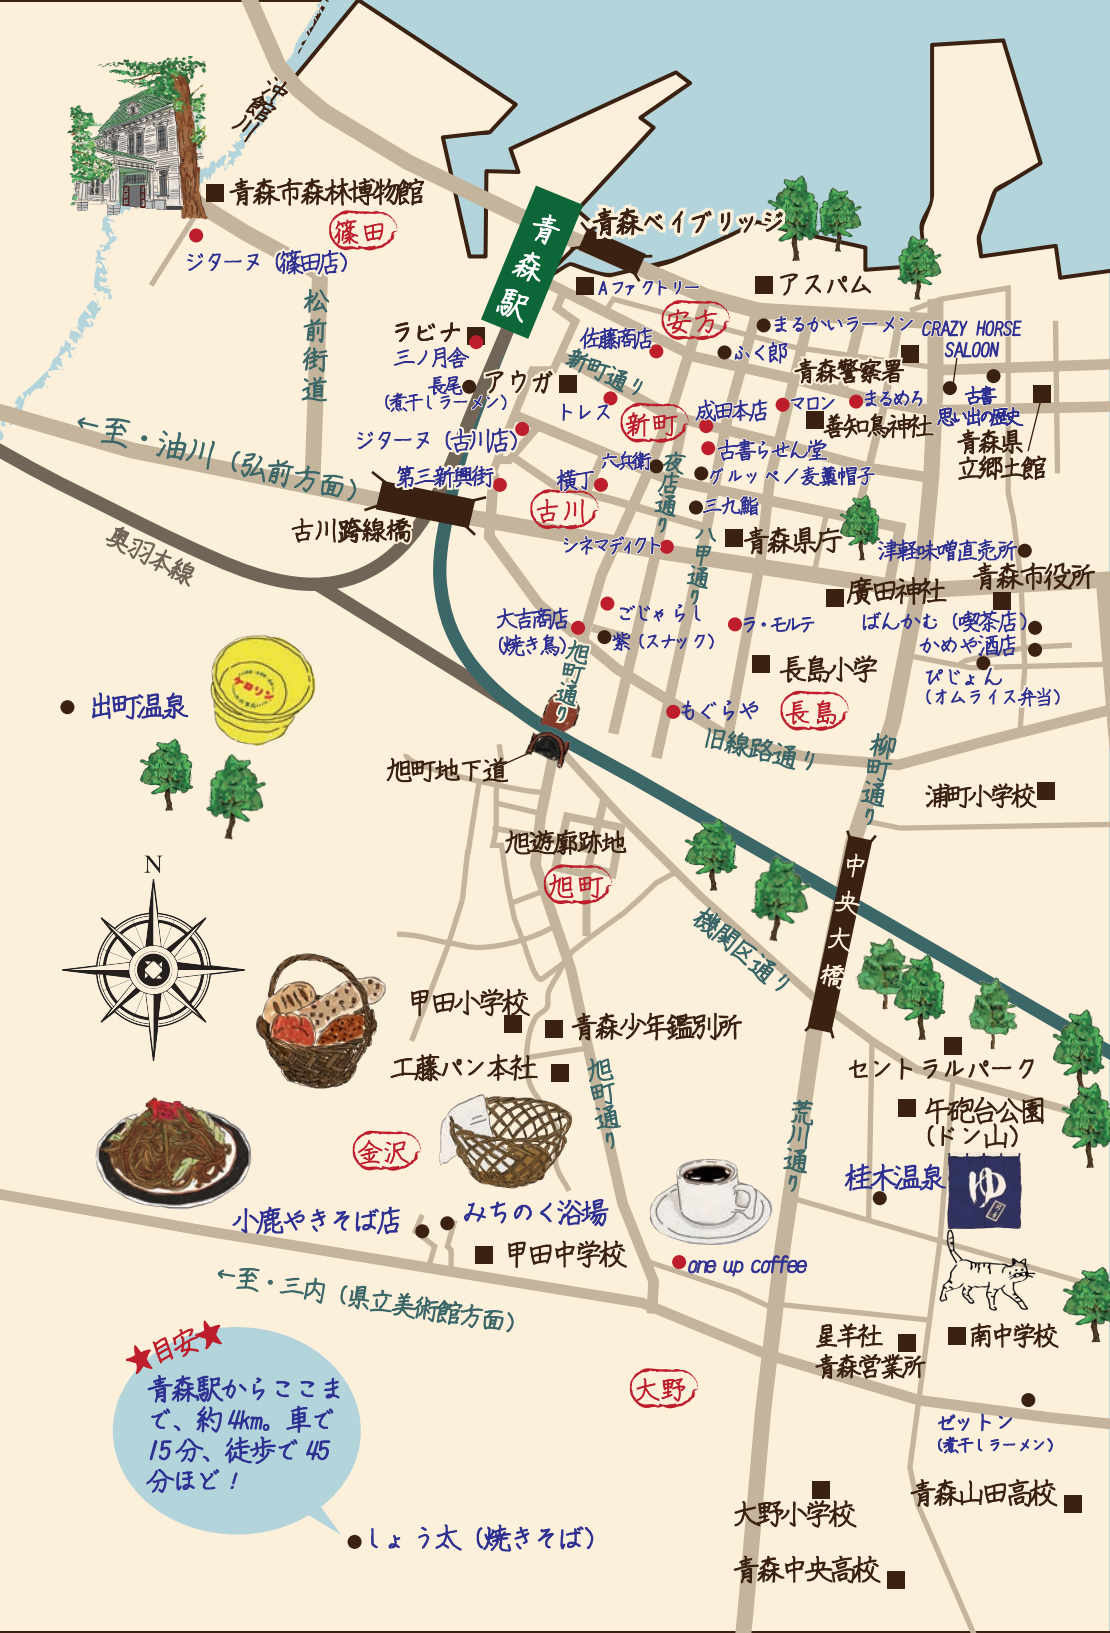 沖館川
青森市森林博物館
篠田
ジターヌ（篠田店）
松前街道
青森駅
青森ベイブリッジ
Aファクトリー
アスパム
安方
まるかいラーメン
CRAZY HORSE
SALOON
佐藤商店
ふく郎
ラビナ
三ノ月舎
新町通り
青森警察署
長尾
（煮干しラーメン）
アウガ
トレス
新町
成田本店
マロン
まるめろ
古書
思い出の歴史
善知鳥神社
青森県
立郷土館
ジターヌ（古川店）
古書らせん堂
←至・油川（弘前方面）
第三新興街
横丁
六兵衛
夜店通り
グルッペ／麦藁帽子
古川
三九鮨
古川跨線橋
シネマディクト
八甲通り
青森県庁
津軽味噌直売所
奥羽本線
青森市役所
廣田神社
大吉商店
（焼き鳥）
ごじゃらし
紫（スナック）
ラ・モルテ
ばんかむ（喫茶店）
かめや酒店
旭町通り
長島小学
ぴじょん
（オムライス弁当）
ケロリン
出町温泉
もぐらや
長島
旧線路通り
柳町通り
旭町地下道
浦町小学校
旭遊廓跡地
旭町
中央大橋
N
機関区通り
甲田小学校
青森少年鑑別所
工藤パン本社
旭町通り
セントラルパーク
午砲台公園
（ドン山）
荒川通り
金沢
桂木温泉
ゆ
小鹿やきそば店
みちのく浴場
甲田中学校
one up coffee
←至・三内（県立美術館方面）
★目安★
青森駅からここま
で、約4km。車で
15分、徒歩で45
分ほど！
星羊社
青森営業所
南中学校
大野
ゼットン
（煮干しラーメン）
青森山田高校
大野小学校
しょう太（焼きそば）
青森中央高校